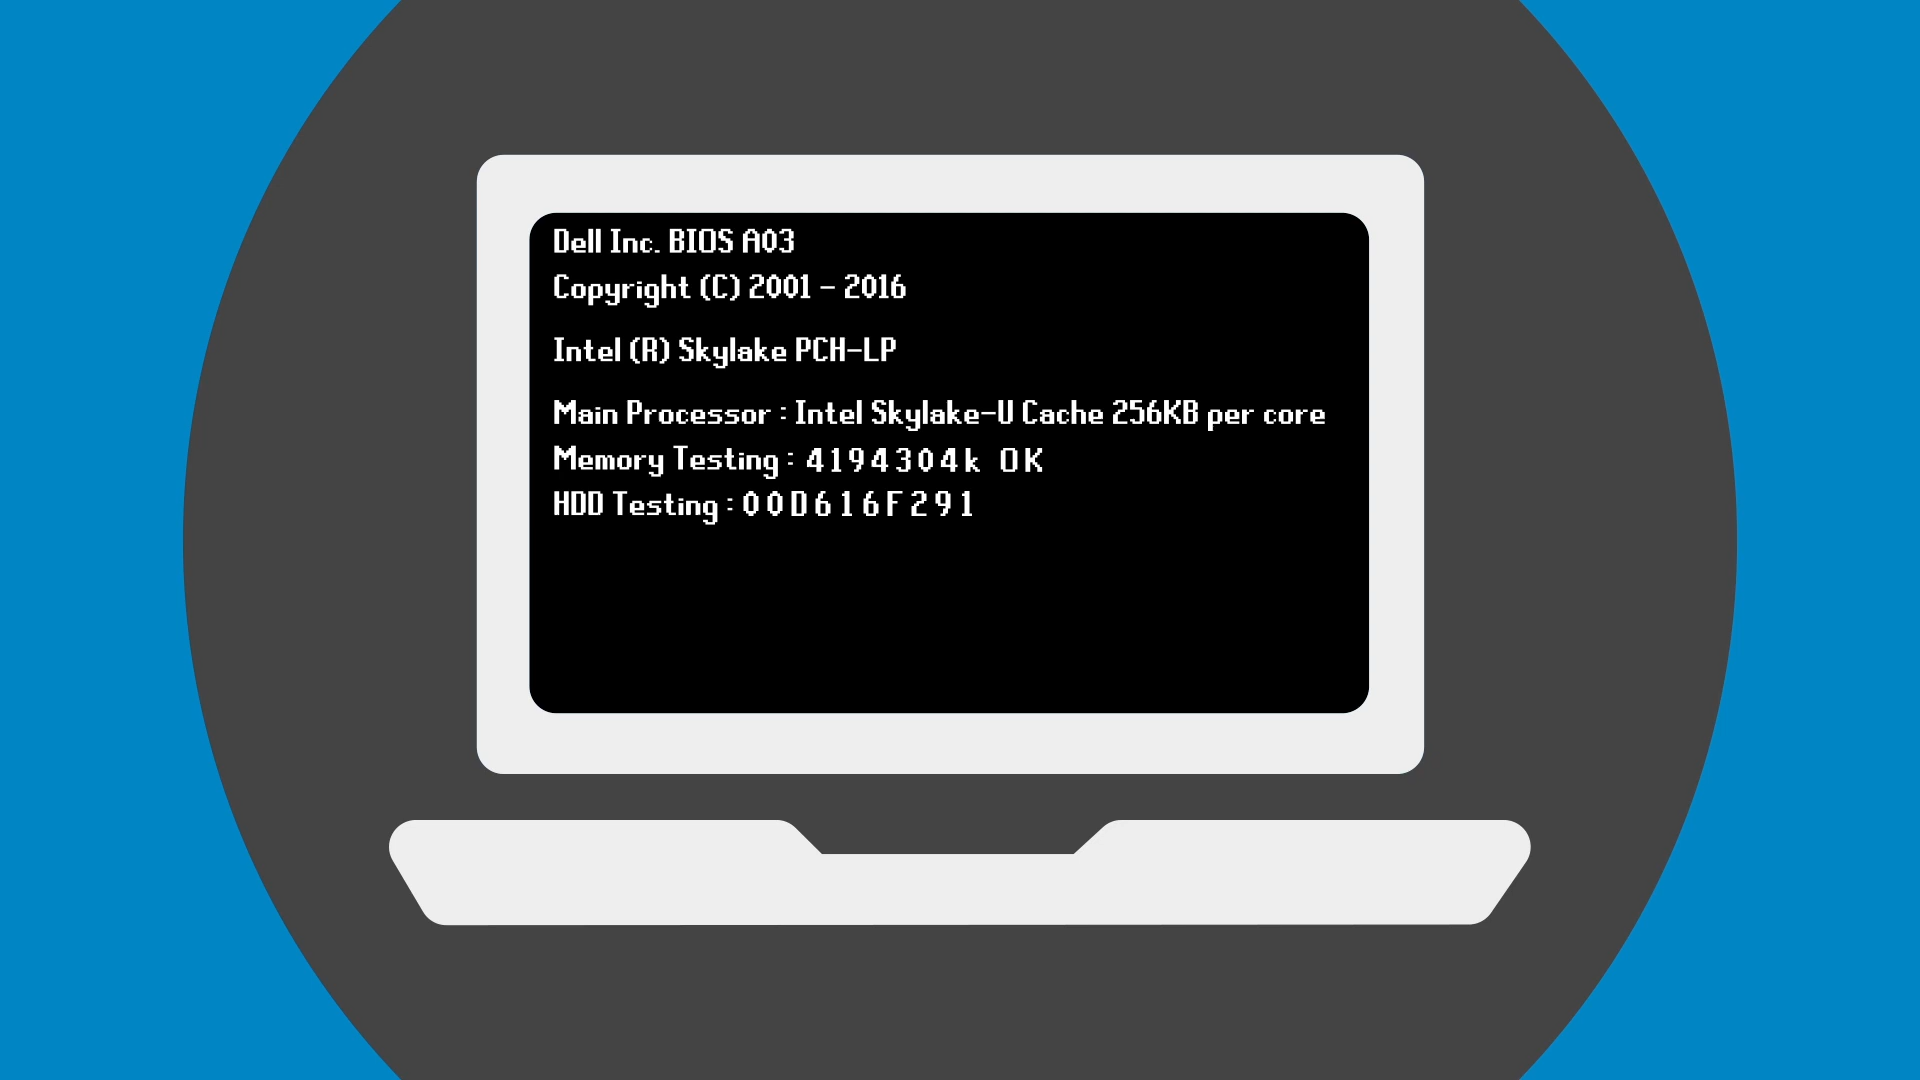 Dell Inc. BIOS A03
Copyright (C) 2001 - 2016
Intel (R) Skylake PCH-LP
Main Processor : Intel Skylake-U Cache 256KB per core
Memory Testing : 4194304k OK
HDD Testing : 00D616F291